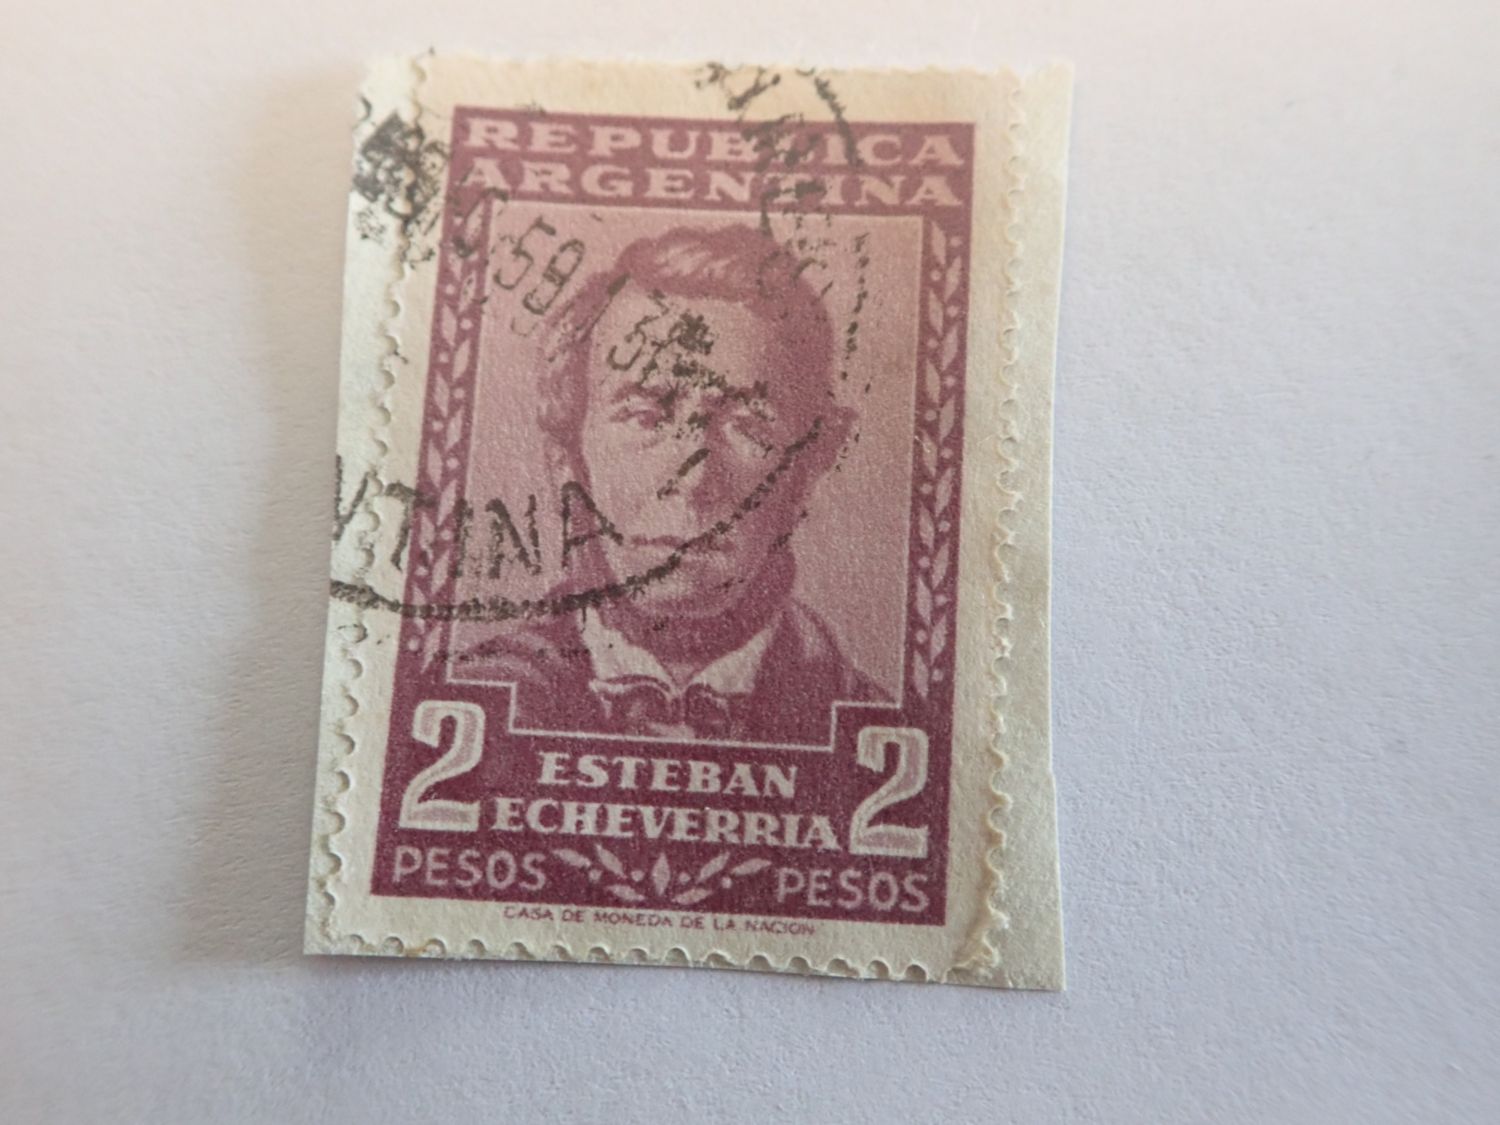 REPUBLICA
ARGENTINA
2 2
ESTEBAN
ECHEVERRIA
PESOS PESOS
CASA DE MONEDA DE LA NACION